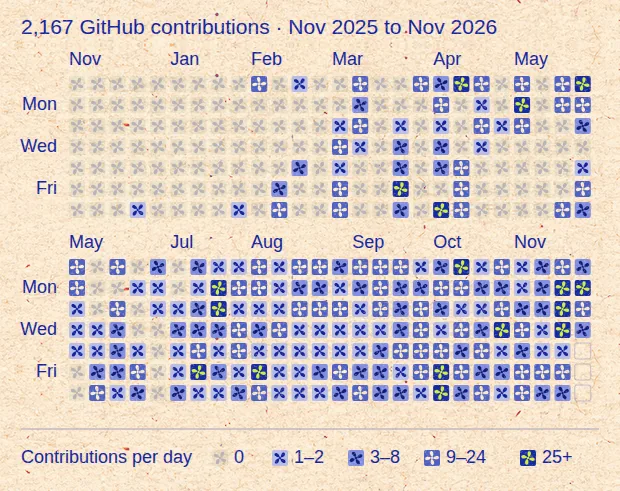 2,167 GitHub contributions · Nov 2025 to Nov 2026
Nov Jan Feb Mar Apr May
Mon
Wed
Fri
May Jul Aug Sep Oct Nov
Mon
Wed
Fri
Contributions per day 0 1–2 3–8 9–24 25+